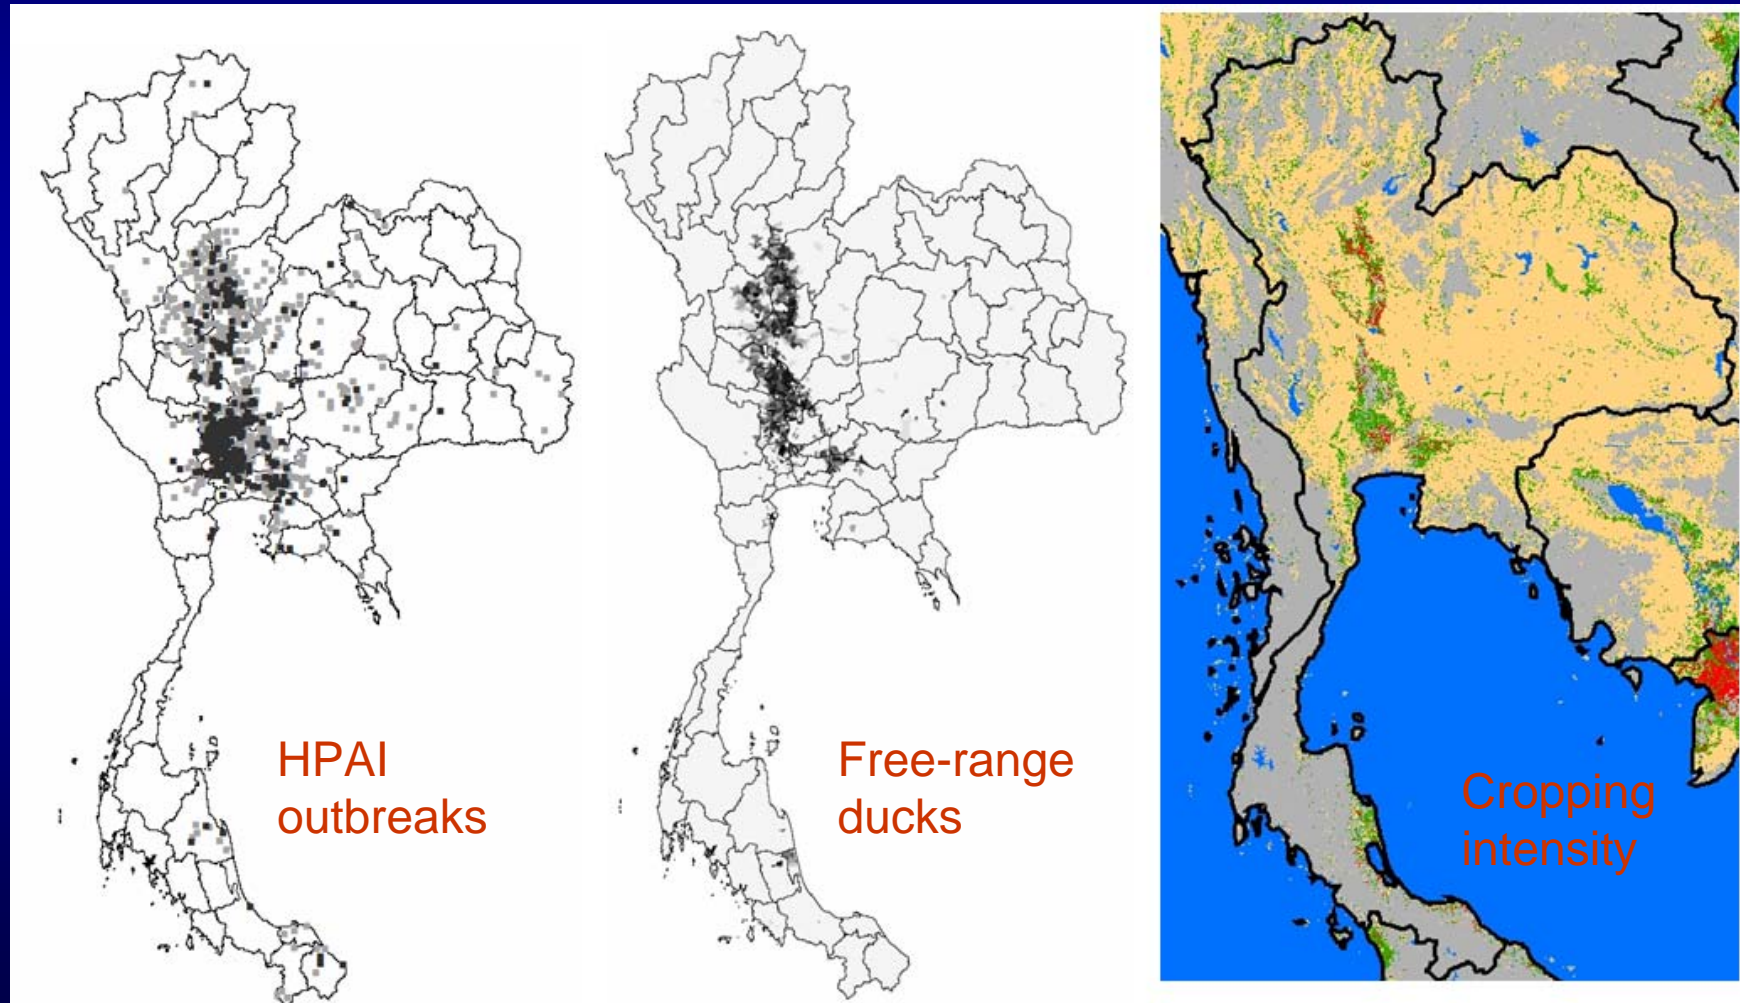 HPAI
outbreaks
Free-range
ducks
Cropping
intensity